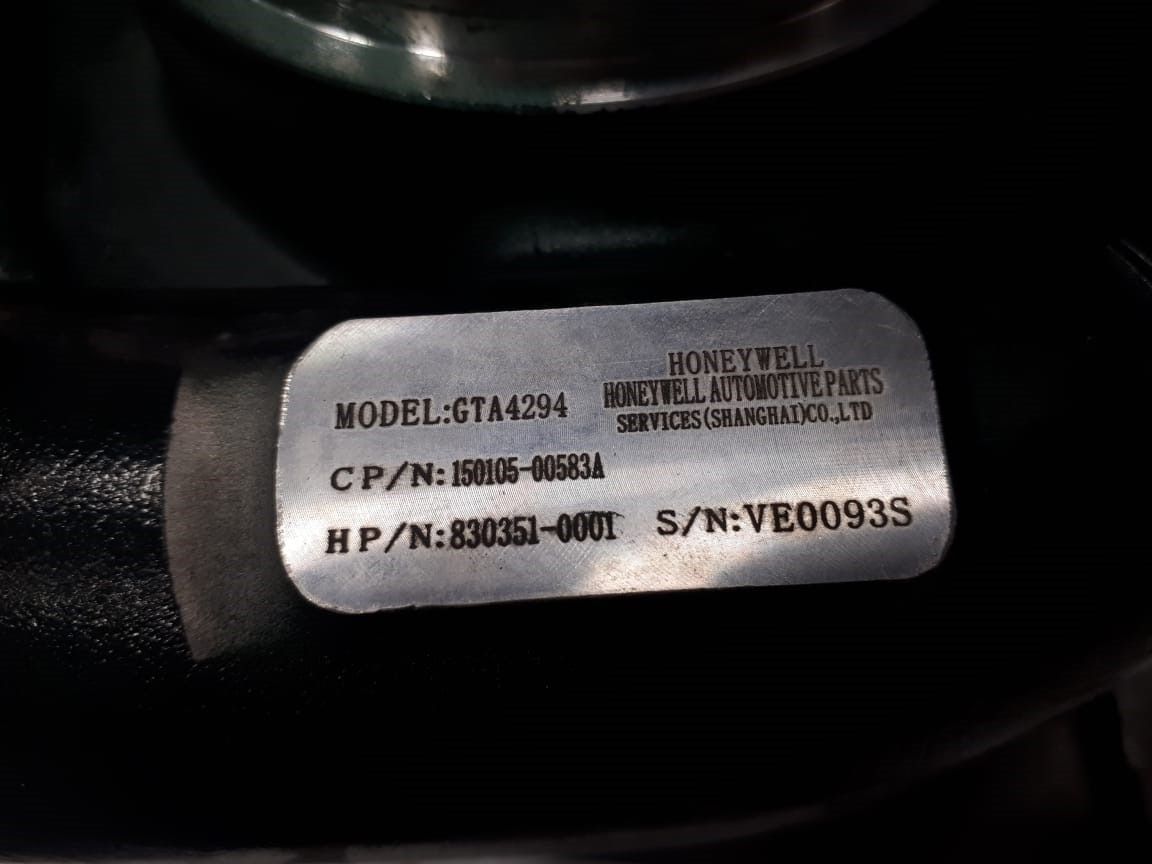 HONEYWELL
MODEL:GTA4294 HONEYWELL AUTOMOTIVE PARTS
SERVICES(SHANGHAI)CO.,LTD
CP/N:150105-00583A
HP/N:830351-0001 S/N:VE0093S